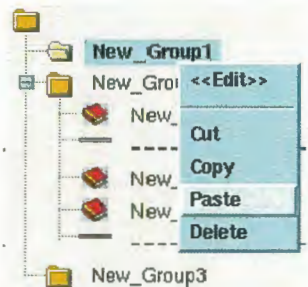 New_Group1
New_Grou
<<Edit>>
New_
Cut
Copy
New_
Paste
New_
Delete
New_Group3